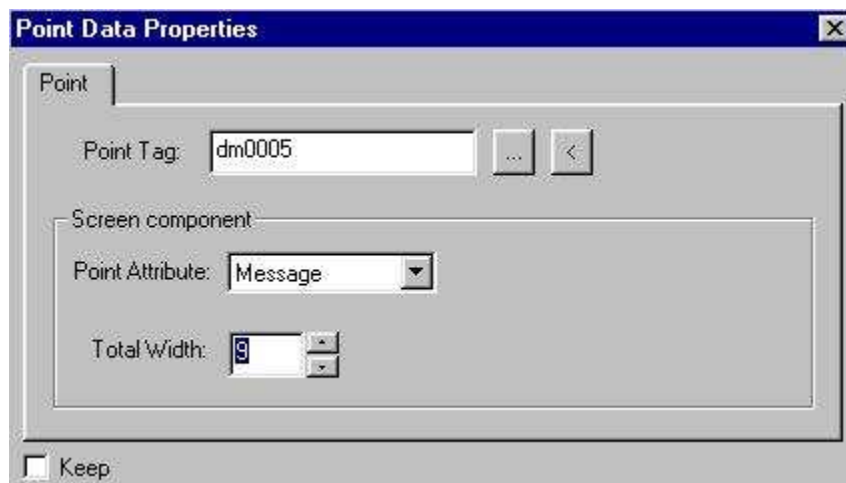 Point Data Properties
Point
Point Tag: dm0005 ... <
Screen component
Point Attribute: Message
Total Width: 9
Keep